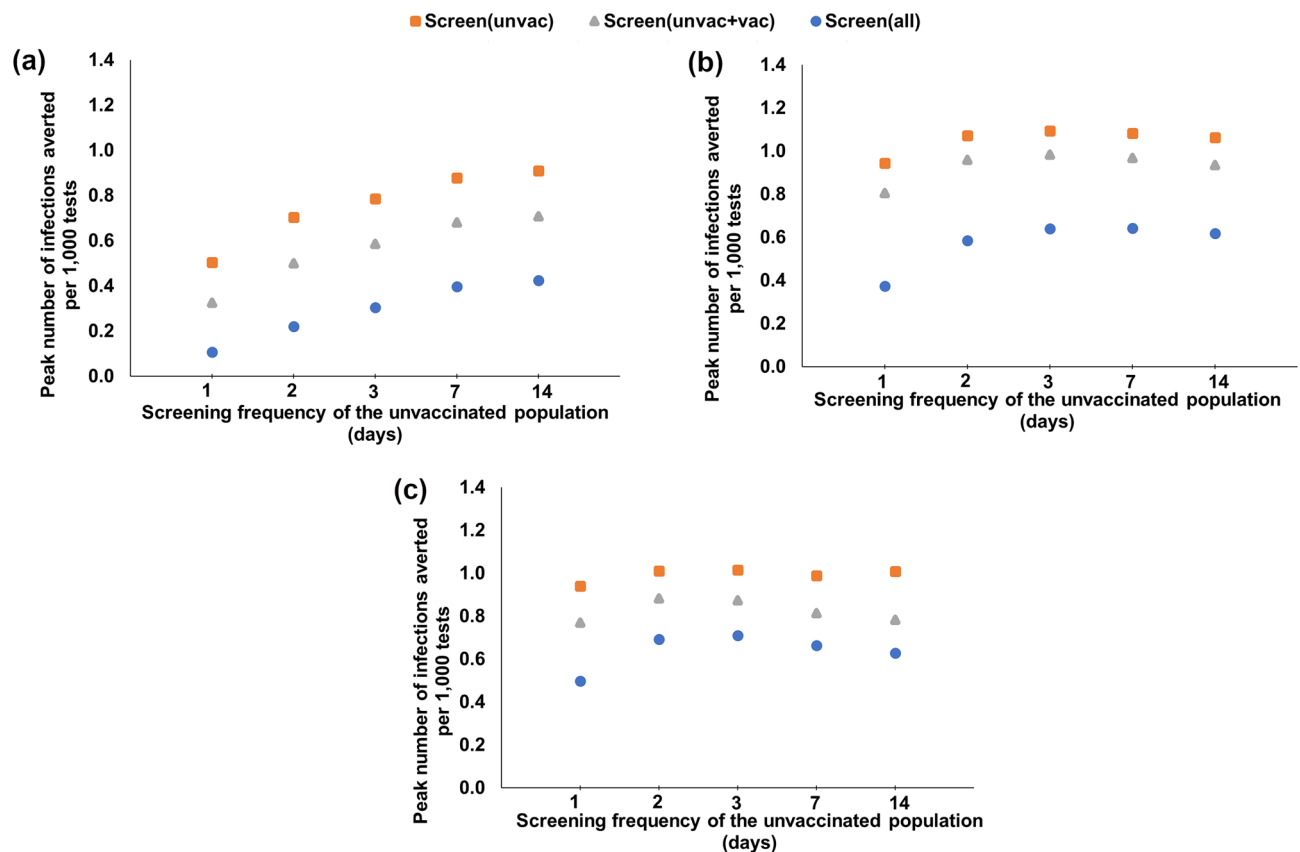 Screen(unvac) Screen(unvac+vac) Screen(all)
(a)
Peak number of infections averted
per 1,000 tests
1.4
1.2
1.0
0.8
0.6
0.4
0.2
0.0
1 2 3 7 14
Screening frequency of the unvaccinated population
(days)
(b)
Peak number of infections averted
per 1,000 tests
1.4
1.2
1.0
0.8
0.6
0.4
0.2
0.0
1 2 3 7 14
Screening frequency of the unvaccinated population
(days)
(c)
Peak number of infections averted
per 1,000 tests
1.4
1.2
1.0
0.8
0.6
0.4
0.2
0.0
1 2 3 7 14
Screening frequency of the unvaccinated population
(days)